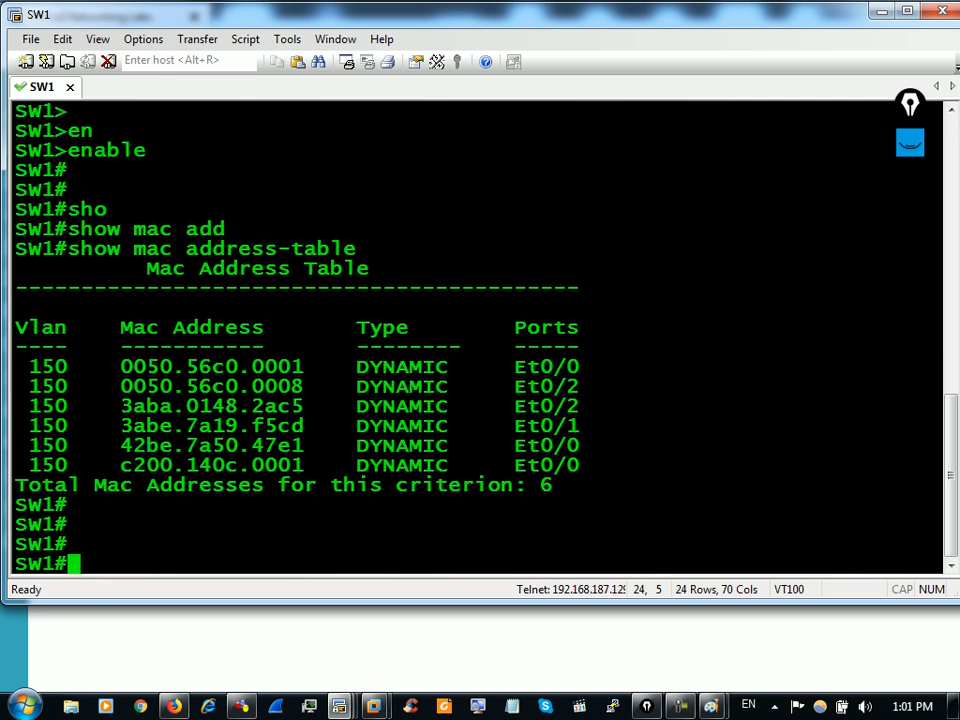 SW1
File Edit View Options Transfer Script Tools Window Help
Enter host <Alt+R>
SW1
SW1>
SW1>en
SW1>enable
SW1#
SW1#
SW1#sho
SW1#show mac add
SW1#show mac address-table
Mac Address Table
-------------------------------------------
Vlan Mac Address Type Ports
---- ----------- -------- -----
150 0050.56c0.0001 DYNAMIC Et0/0
150 0050.56c0.0008 DYNAMIC Et0/2
150 3aba.0148.2ac5 DYNAMIC Et0/2
150 3abe.7a19.f5cd DYNAMIC Et0/1
150 42be.7a50.47e1 DYNAMIC Et0/0
150 c200.140c.0001 DYNAMIC Et0/0
Total Mac Addresses for this criterion: 6
SW1#
SW1#
SW1#
SW1#
Ready Telnet: 24, 5 24 Rows, 70 Cols VT100 CAP NUM
EN 1:01 PM